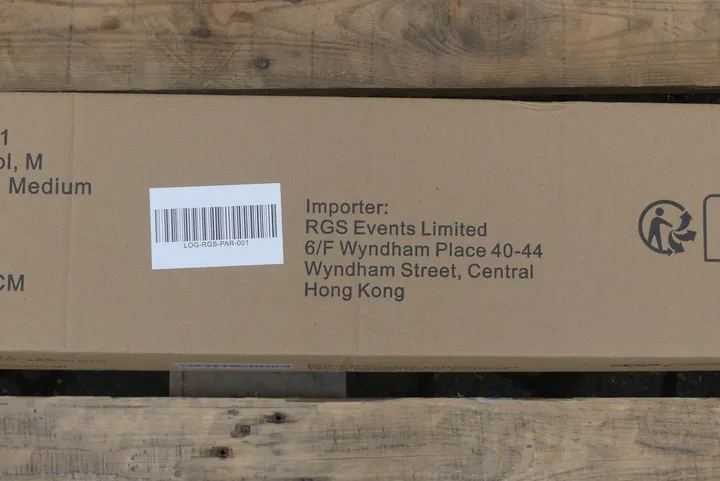 1
ol, M
Medium
CM
LOG-RGS-PAR-001
Importer:
RGS Events Limited
6/F Wyndham Place 40-44
Wyndham Street, Central
Hong Kong